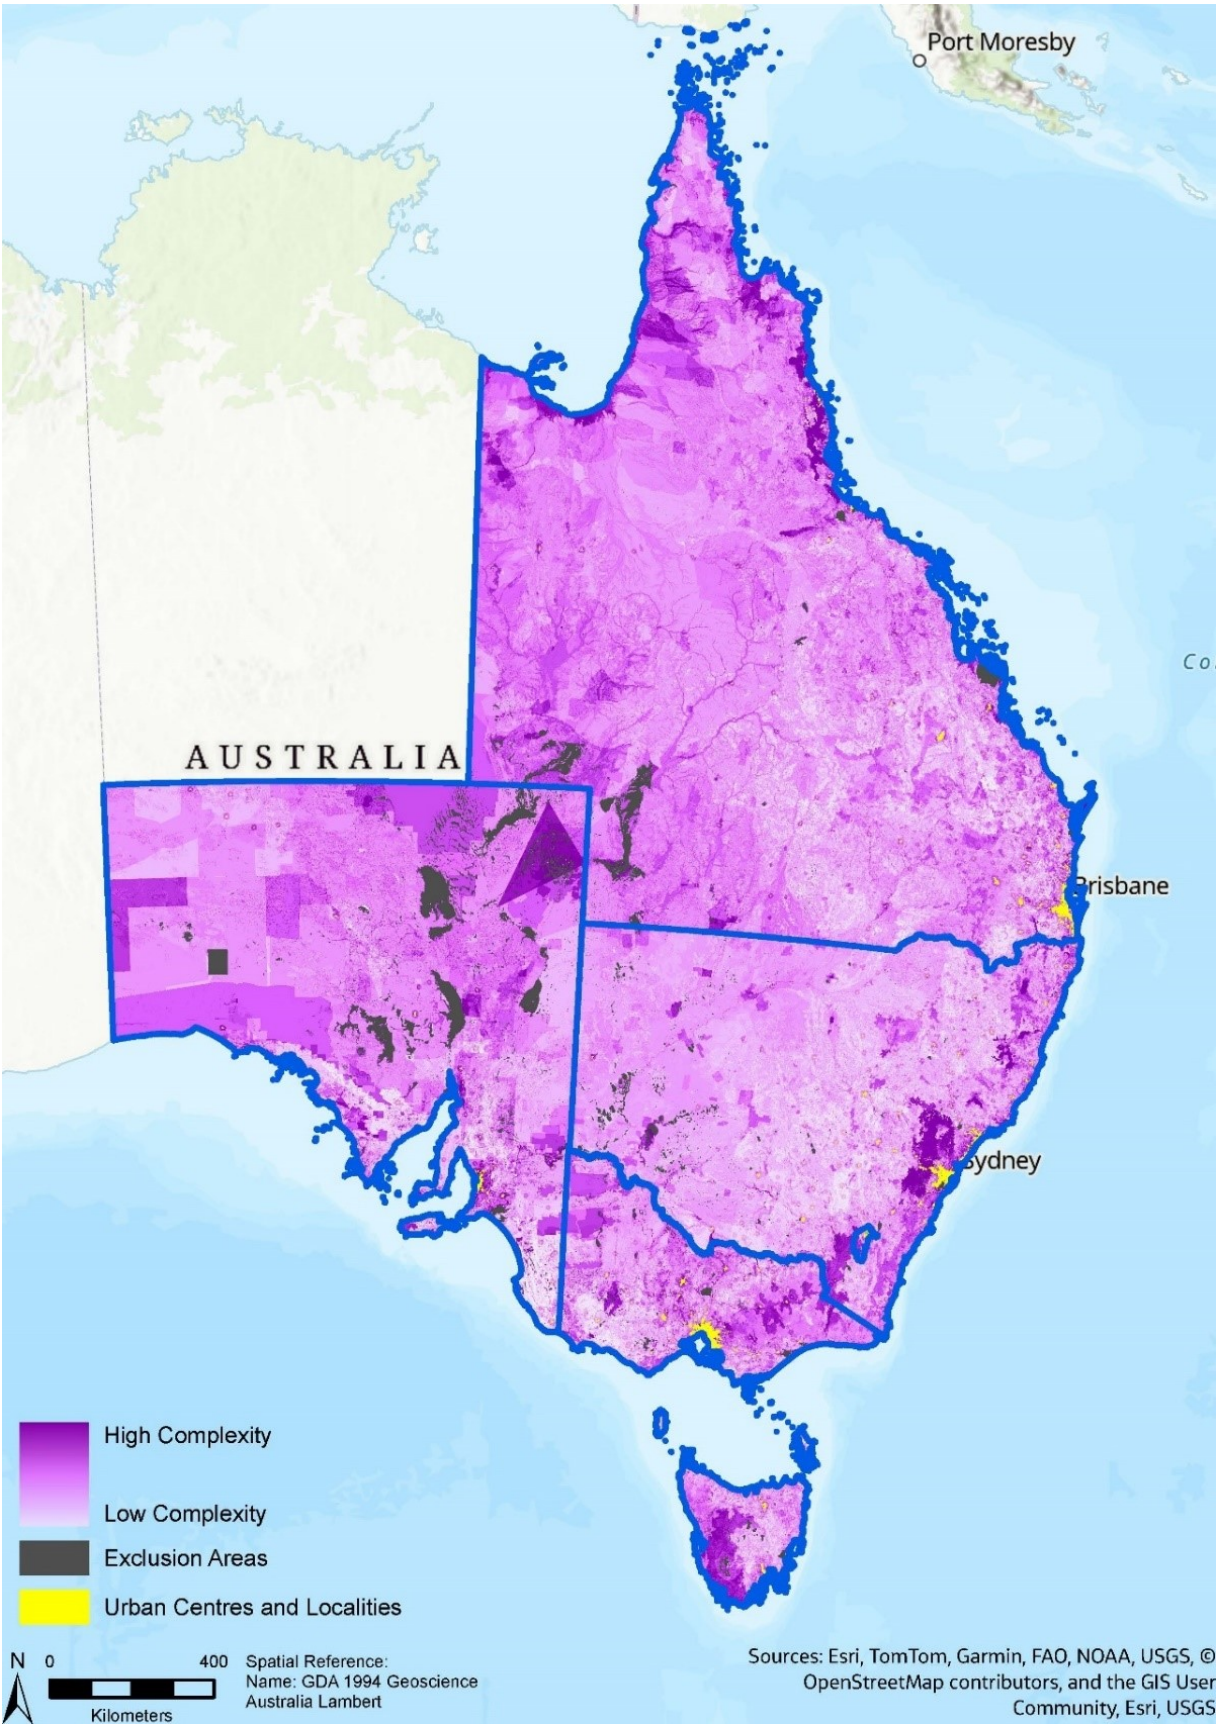 Port Moresby
Co
AUSTRALIA
Brisbane
Sydney
High Complexity
Low Complexity
Exclusion Areas
Urban Centres and Localities
N
0 400
Kilometers
Spatial Reference:
Name: GDA 1994 Geoscience
Australia Lambert
Sources: Esri, TomTom, Garmin, FAO, NOAA, USGS, ©
OpenStreetMap contributors, and the GIS User
Community, Esri, USGS